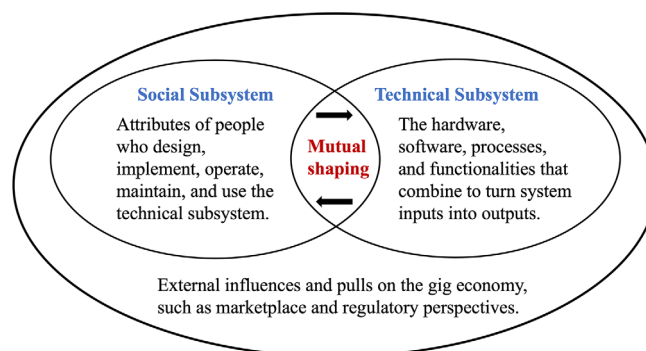 Social Subsystem
Attributes of people
who design,
implement, operate,
maintain, and use the
technical subsystem.
Mutual
shaping
Technical Subsystem
The hardware,
software, processes,
and functionalities that
combine to turn system
inputs into outputs.
External influences and pulls on the gig economy,
such as marketplace and regulatory perspectives.